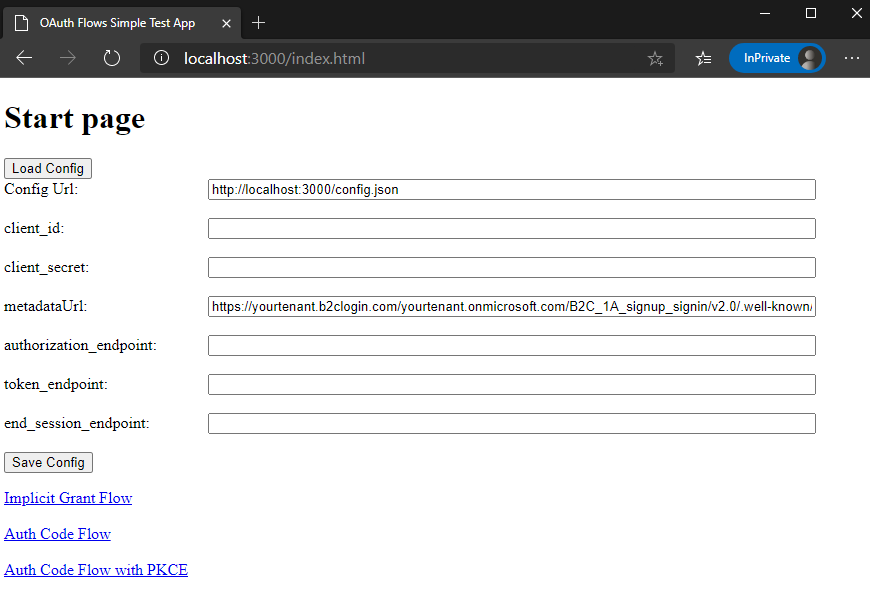 OAuth Flows Simple Test App
localhost:3000/index.html
InPrivate
Start page
Load Config
Config Url: http://localhost:3000/config.json
client_id:
client_secret:
metadataUrl: https://yourtenant.b2clogin.com/yourtenant.onmicrosoft.com/B2C_1A_signup_signin/v2.0/.well-known/
authorization_endpoint:
token_endpoint:
end_session_endpoint:
Save Config
Implicit Grant Flow
Auth Code Flow
Auth Code Flow with PKCE